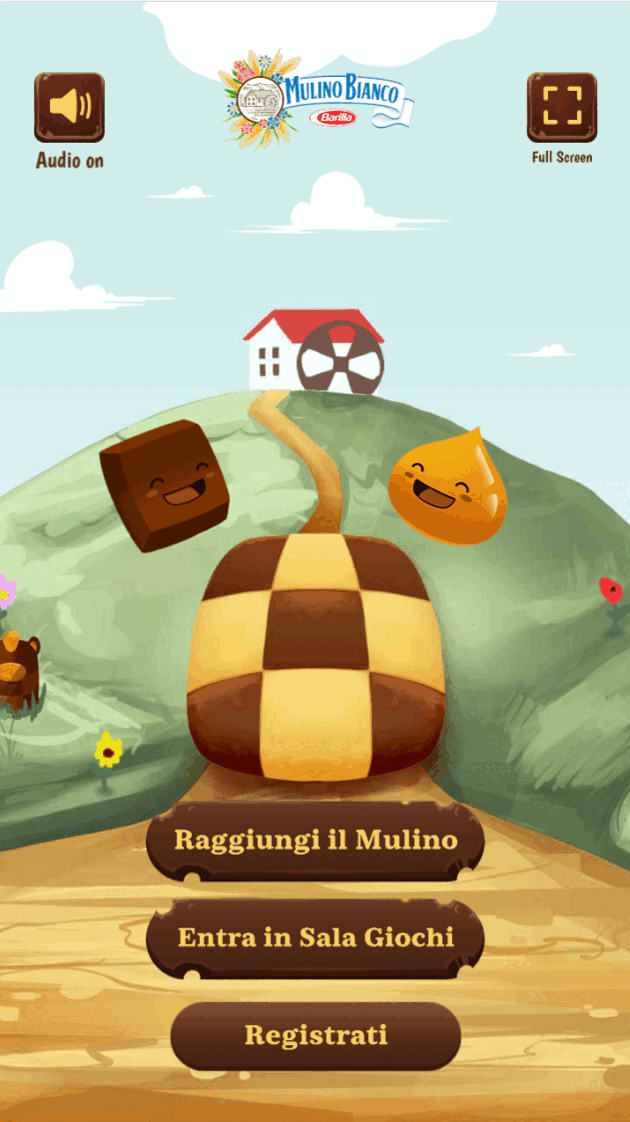 Mulino Bianco
Barilla
Audio on
Full Screen
Raggiungi il Mulino
Entra in Sala Giochi
Registrati